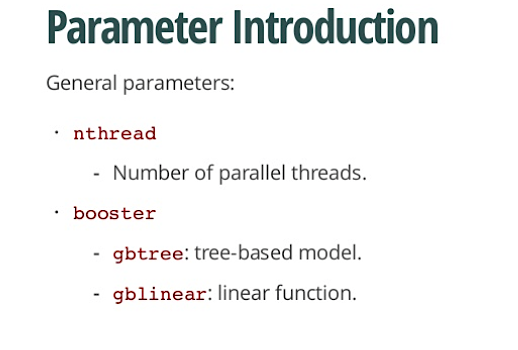 Parameter Introduction
General parameters:
· nthread
- Number of parallel threads.
· booster
- gbtree: tree-based model.
- gblinear: linear function.